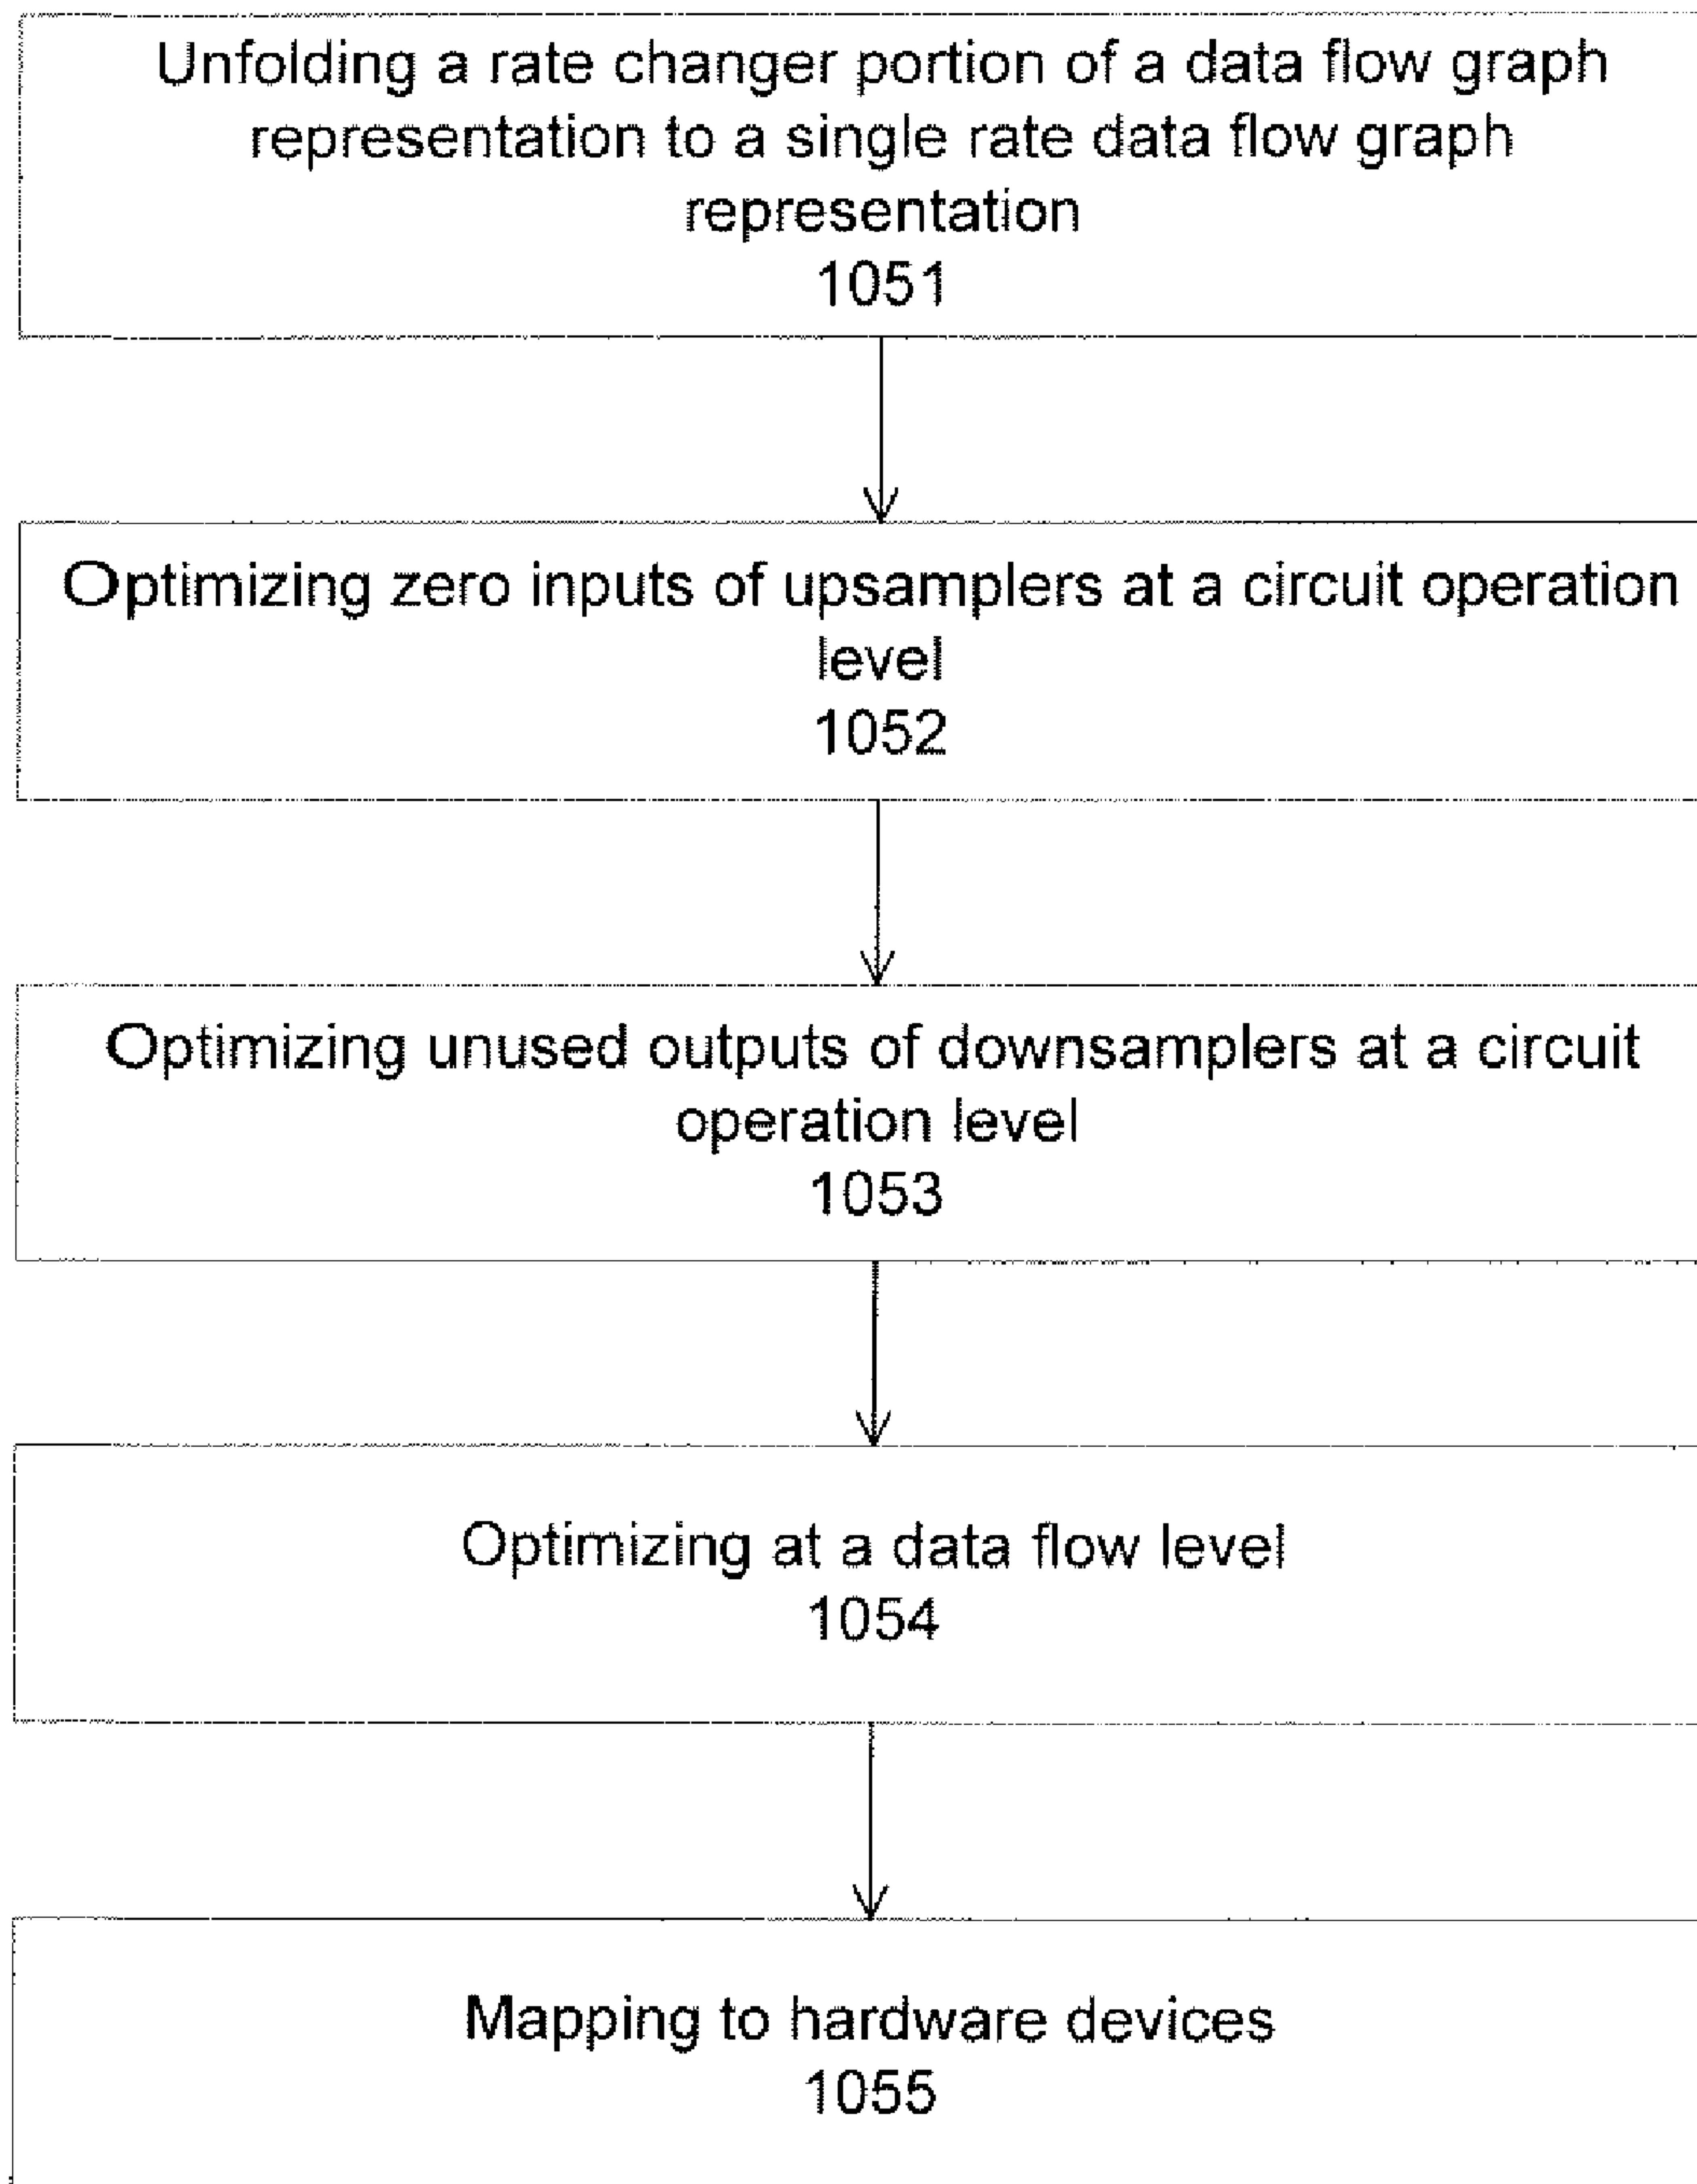 Unfolding a rate changer portion of a data flow graph
representation to a single rate data flow graph
representation
1051
Optimizing zero inputs of upsamplers at a circuit operation
level
1052
Optimizing unused outputs of downsamplers at a circuit
operation level
1053
Optimizing at a data flow level
1054
Mapping to hardware devices
1055